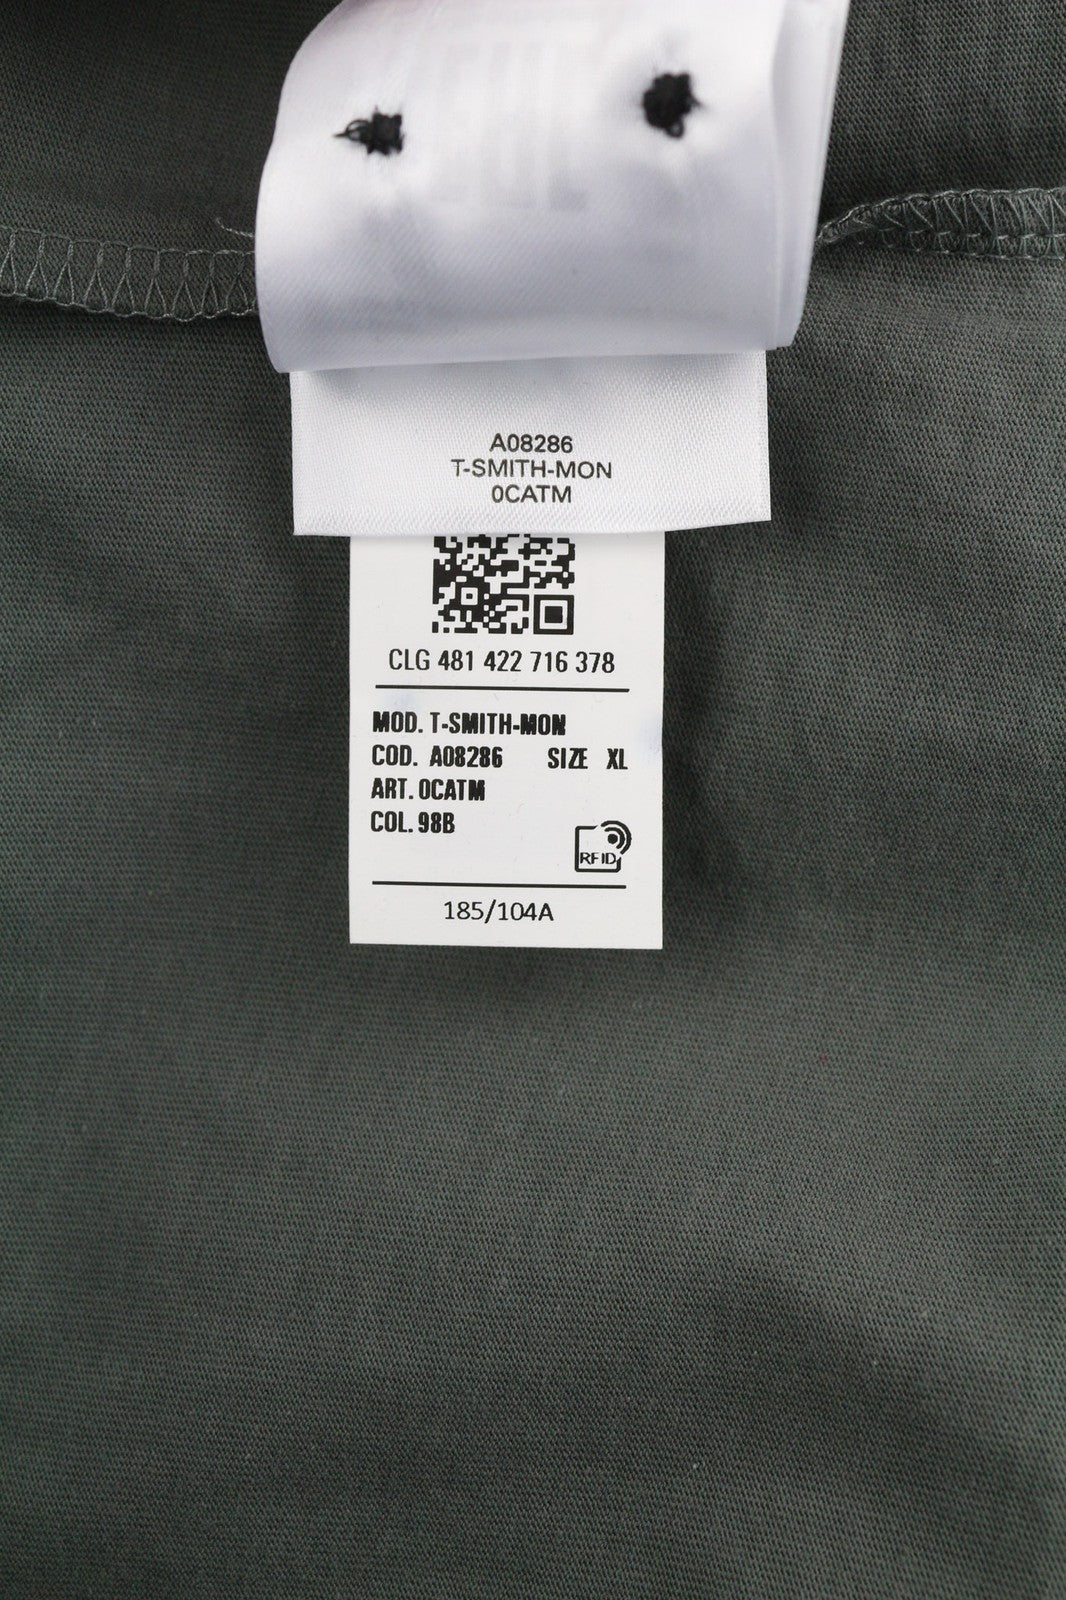 A08286
T-SMITH-MON
0CATM
CLG 481 422 716 378
MOD. T-SMITH-MON
COD. A08286 SIZE XL
ART. 0CATM
COL. 98B
RFID
185/104A